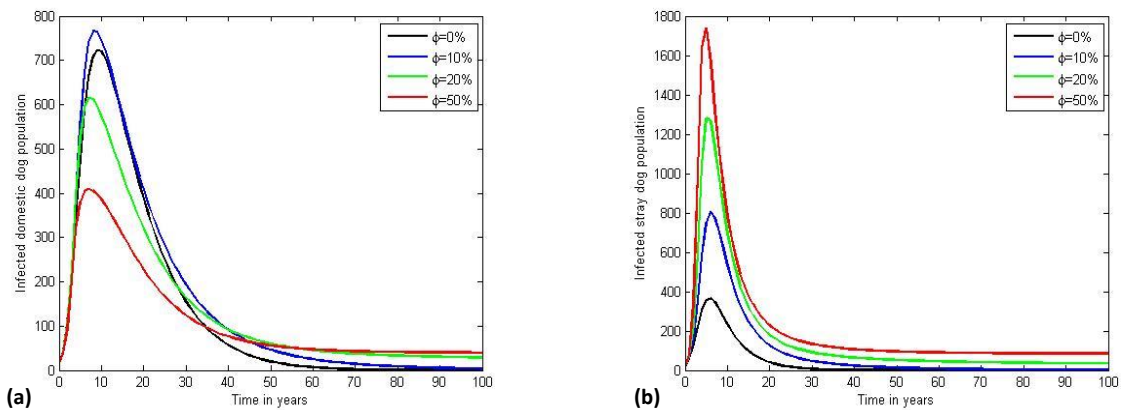 800
700
600
500
400
300
200
100
0
Infected domestic dog population
ϕ=0%
ϕ=10%
ϕ=20%
ϕ=50%
0 10 20 30 40 50 60 70 80 90 100
Time in years
(a)
1800
1600
1400
1200
1000
800
600
400
200
0
Infected stray dog population
ϕ=0%
ϕ=10%
ϕ=20%
ϕ=50%
0 10 20 30 40 50 60 70 80 90 100
Time in years
(b)